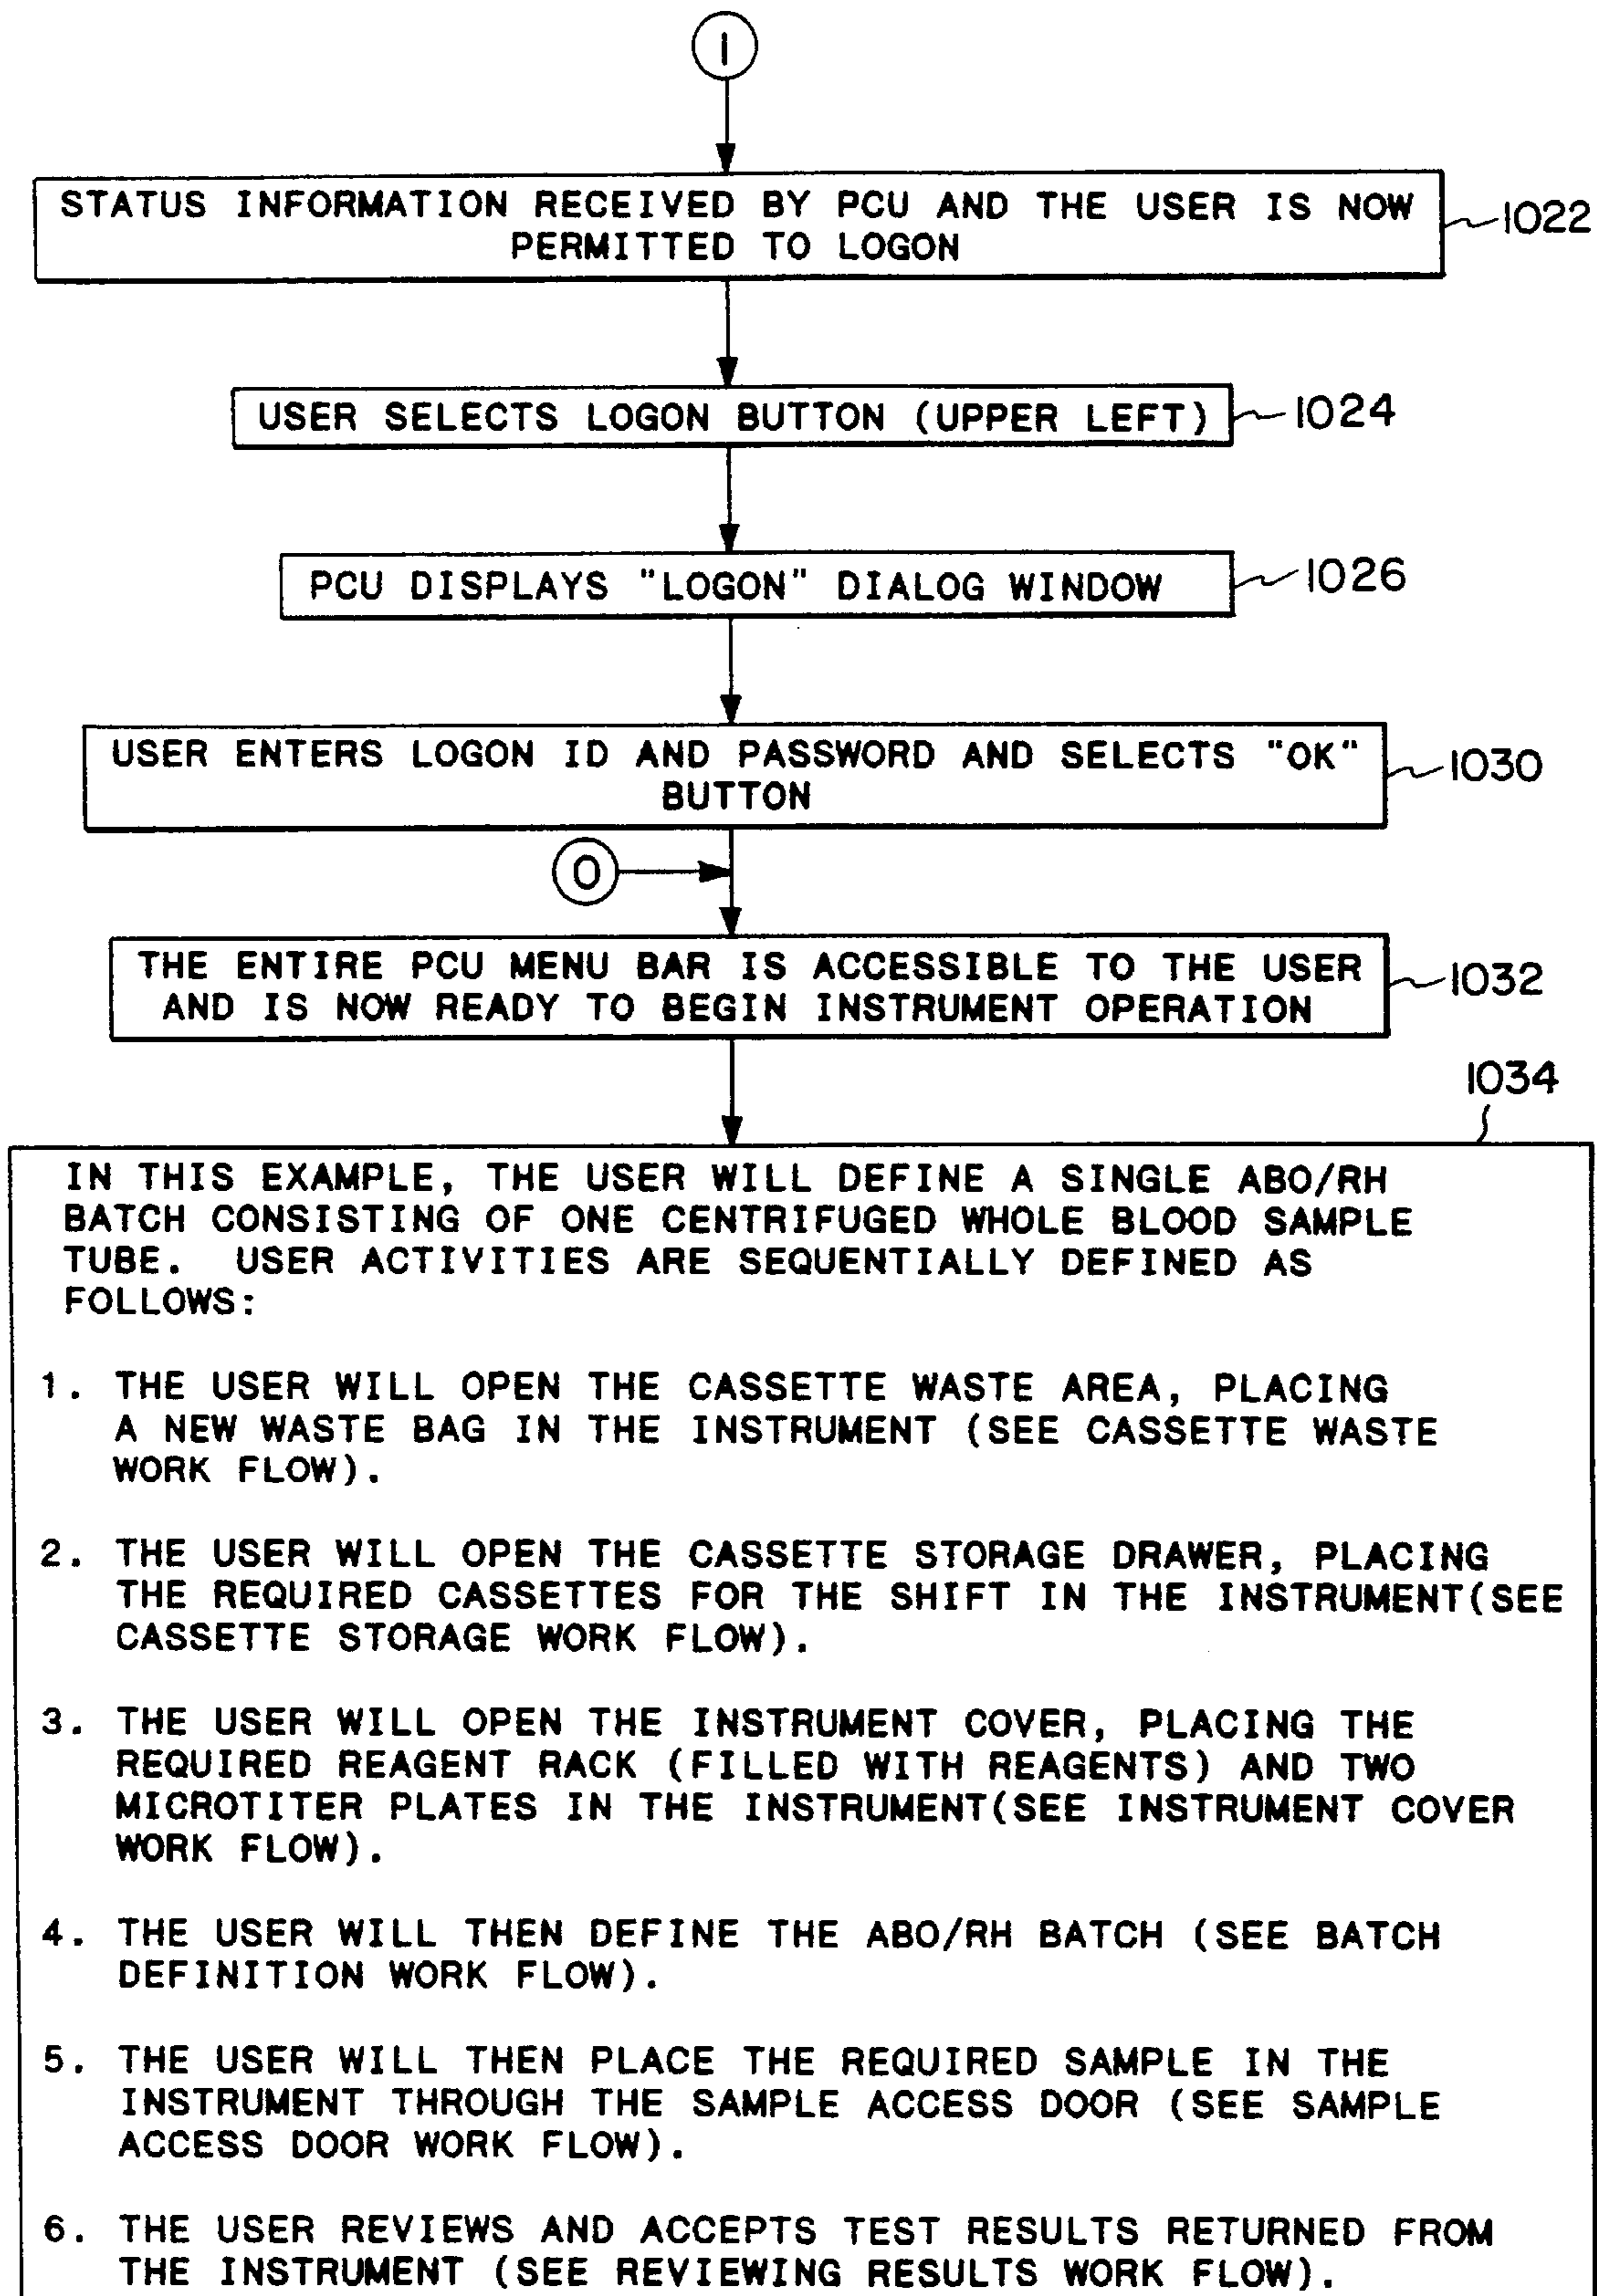 I
STATUS INFORMATION RECEIVED BY PCU AND THE USER IS NOW
PERMITTED TO LOGON
1022
USER SELECTS LOGON BUTTON (UPPER LEFT)
1024
PCU DISPLAYS "LOGON" DIALOG WINDOW
1026
USER ENTERS LOGON ID AND PASSWORD AND SELECTS "OK"
BUTTON
1030
O
THE ENTIRE PCU MENU BAR IS ACCESSIBLE TO THE USER
AND IS NOW READY TO BEGIN INSTRUMENT OPERATION
1032
1034
IN THIS EXAMPLE, THE USER WILL DEFINE A SINGLE ABO/RH
BATCH CONSISTING OF ONE CENTRIFUGED WHOLE BLOOD SAMPLE
TUBE. USER ACTIVITIES ARE SEQUENTIALLY DEFINED AS
FOLLOWS:
1. THE USER WILL OPEN THE CASSETTE WASTE AREA, PLACING
A NEW WASTE BAG IN THE INSTRUMENT (SEE CASSETTE WASTE
WORK FLOW).
2. THE USER WILL OPEN THE CASSETTE STORAGE DRAWER, PLACING
THE REQUIRED CASSETTES FOR THE SHIFT IN THE INSTRUMENT(SEE
CASSETTE STORAGE WORK FLOW).
3. THE USER WILL OPEN THE INSTRUMENT COVER, PLACING THE
REQUIRED REAGENT RACK (FILLED WITH REAGENTS) AND TWO
MICROTITER PLATES IN THE INSTRUMENT(SEE INSTRUMENT COVER
WORK FLOW).
4. THE USER WILL THEN DEFINE THE ABO/RH BATCH (SEE BATCH
DEFINITION WORK FLOW).
5. THE USER WILL THEN PLACE THE REQUIRED SAMPLE IN THE
INSTRUMENT THROUGH THE SAMPLE ACCESS DOOR (SEE SAMPLE
ACCESS DOOR WORK FLOW).
6. THE USER REVIEWS AND ACCEPTS TEST RESULTS RETURNED FROM
THE INSTRUMENT (SEE REVIEWING RESULTS WORK FLOW).